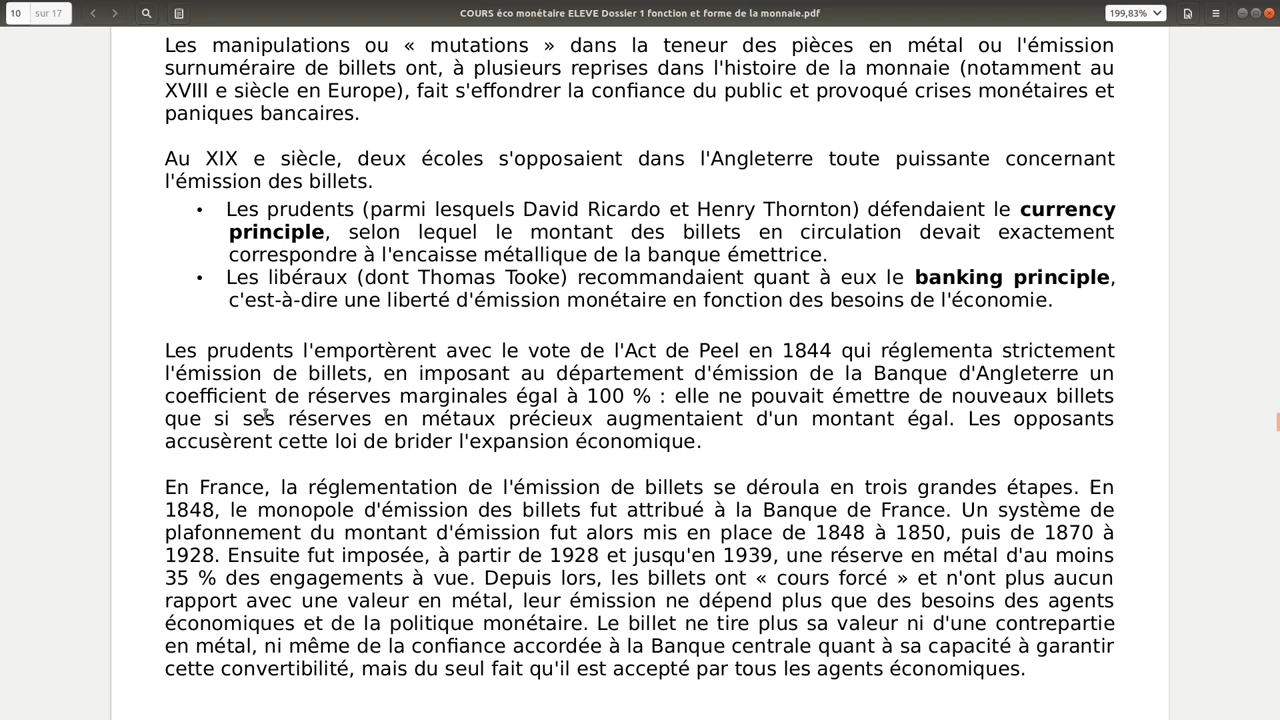 10 sur 17 COURS éco monétaire ELEVE Dossier 1 fonction et forme de la monnaie.pdf 199,83%
Les manipulations ou « mutations » dans la teneur des pièces en métal ou l'émission
surnuméraire de billets ont, à plusieurs reprises dans l'histoire de la monnaie (notamment au
XVIII e siècle en Europe), fait s'effondrer la confiance du public et provoqué crises monétaires et
paniques bancaires.
Au XIX e siècle, deux écoles s'opposaient dans l'Angleterre toute puissante concernant
l'émission des billets.
• Les prudents (parmi lesquels David Ricardo et Henry Thornton) défendaient le currency
principle, selon lequel le montant des billets en circulation devait exactement
correspondre à l'encaisse métallique de la banque émettrice.
• Les libéraux (dont Thomas Tooke) recommandaient quant à eux le banking principle,
c'est-à-dire une liberté d'émission monétaire en fonction des besoins de l'économie.
Les prudents l'emportèrent avec le vote de l'Act de Peel en 1844 qui réglementa strictement
l'émission de billets, en imposant au département d'émission de la Banque d'Angleterre un
coefficient de réserves marginales égal à 100 % : elle ne pouvait émettre de nouveaux billets
que si ses réserves en métaux précieux augmentaient d'un montant égal. Les opposants
accusèrent cette loi de brider l'expansion économique.
En France, la réglementation de l'émission de billets se déroula en trois grandes étapes. En
1848, le monopole d'émission des billets fut attribué à la Banque de France. Un système de
plafonnement du montant d'émission fut alors mis en place de 1848 à 1850, puis de 1870 à
1928. Ensuite fut imposée, à partir de 1928 et jusqu'en 1939, une réserve en métal d'au moins
35 % des engagements à vue. Depuis lors, les billets ont « cours forcé » et n'ont plus aucun
rapport avec une valeur en métal, leur émission ne dépend plus que des besoins des agents
économiques et de la politique monétaire. Le billet ne tire plus sa valeur ni d'une contrepartie
en métal, ni même de la confiance accordée à la Banque centrale quant à sa capacité à garantir
cette convertibilité, mais du seul fait qu'il est accepté par tous les agents économiques.